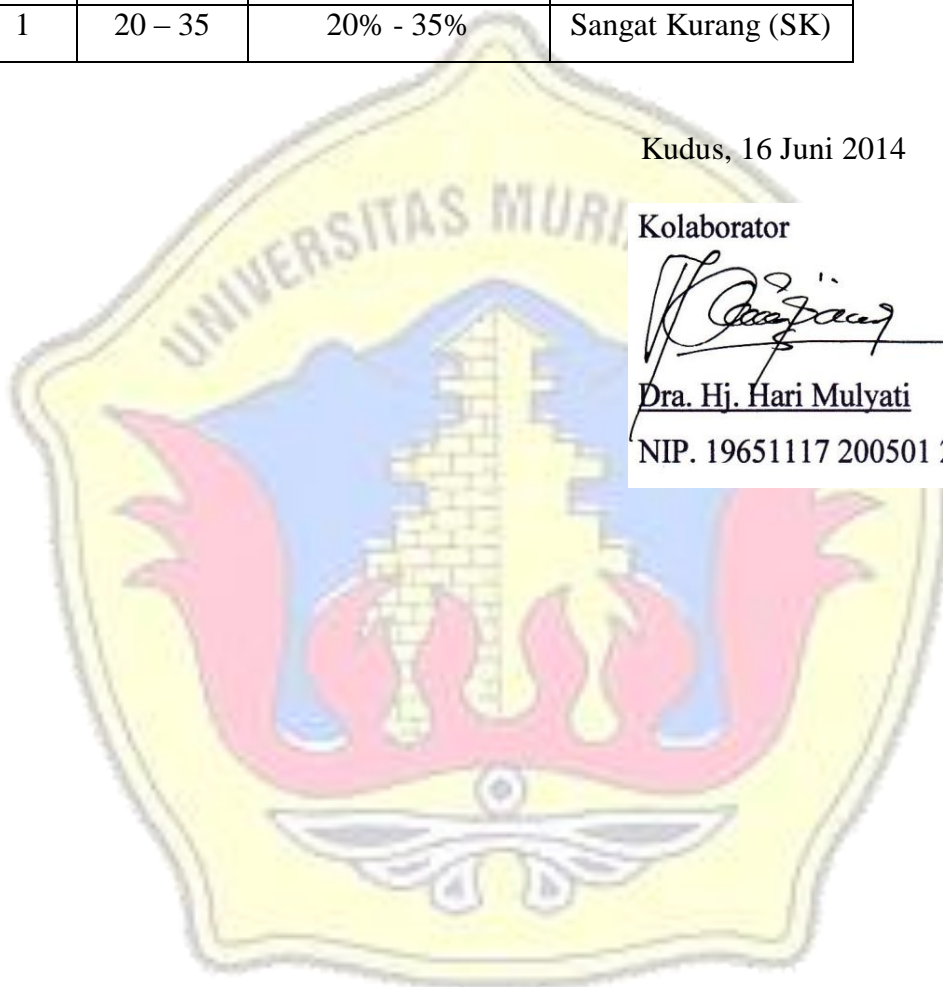 1 20 – 35 20% - 35% Sangat Kurang (SK)
Kudus, 16 Juni 2014
UNIVERSITAS MURI
Kolaborator
Dra. Hj. Hari Mulyati
NIP. 19651117 200501